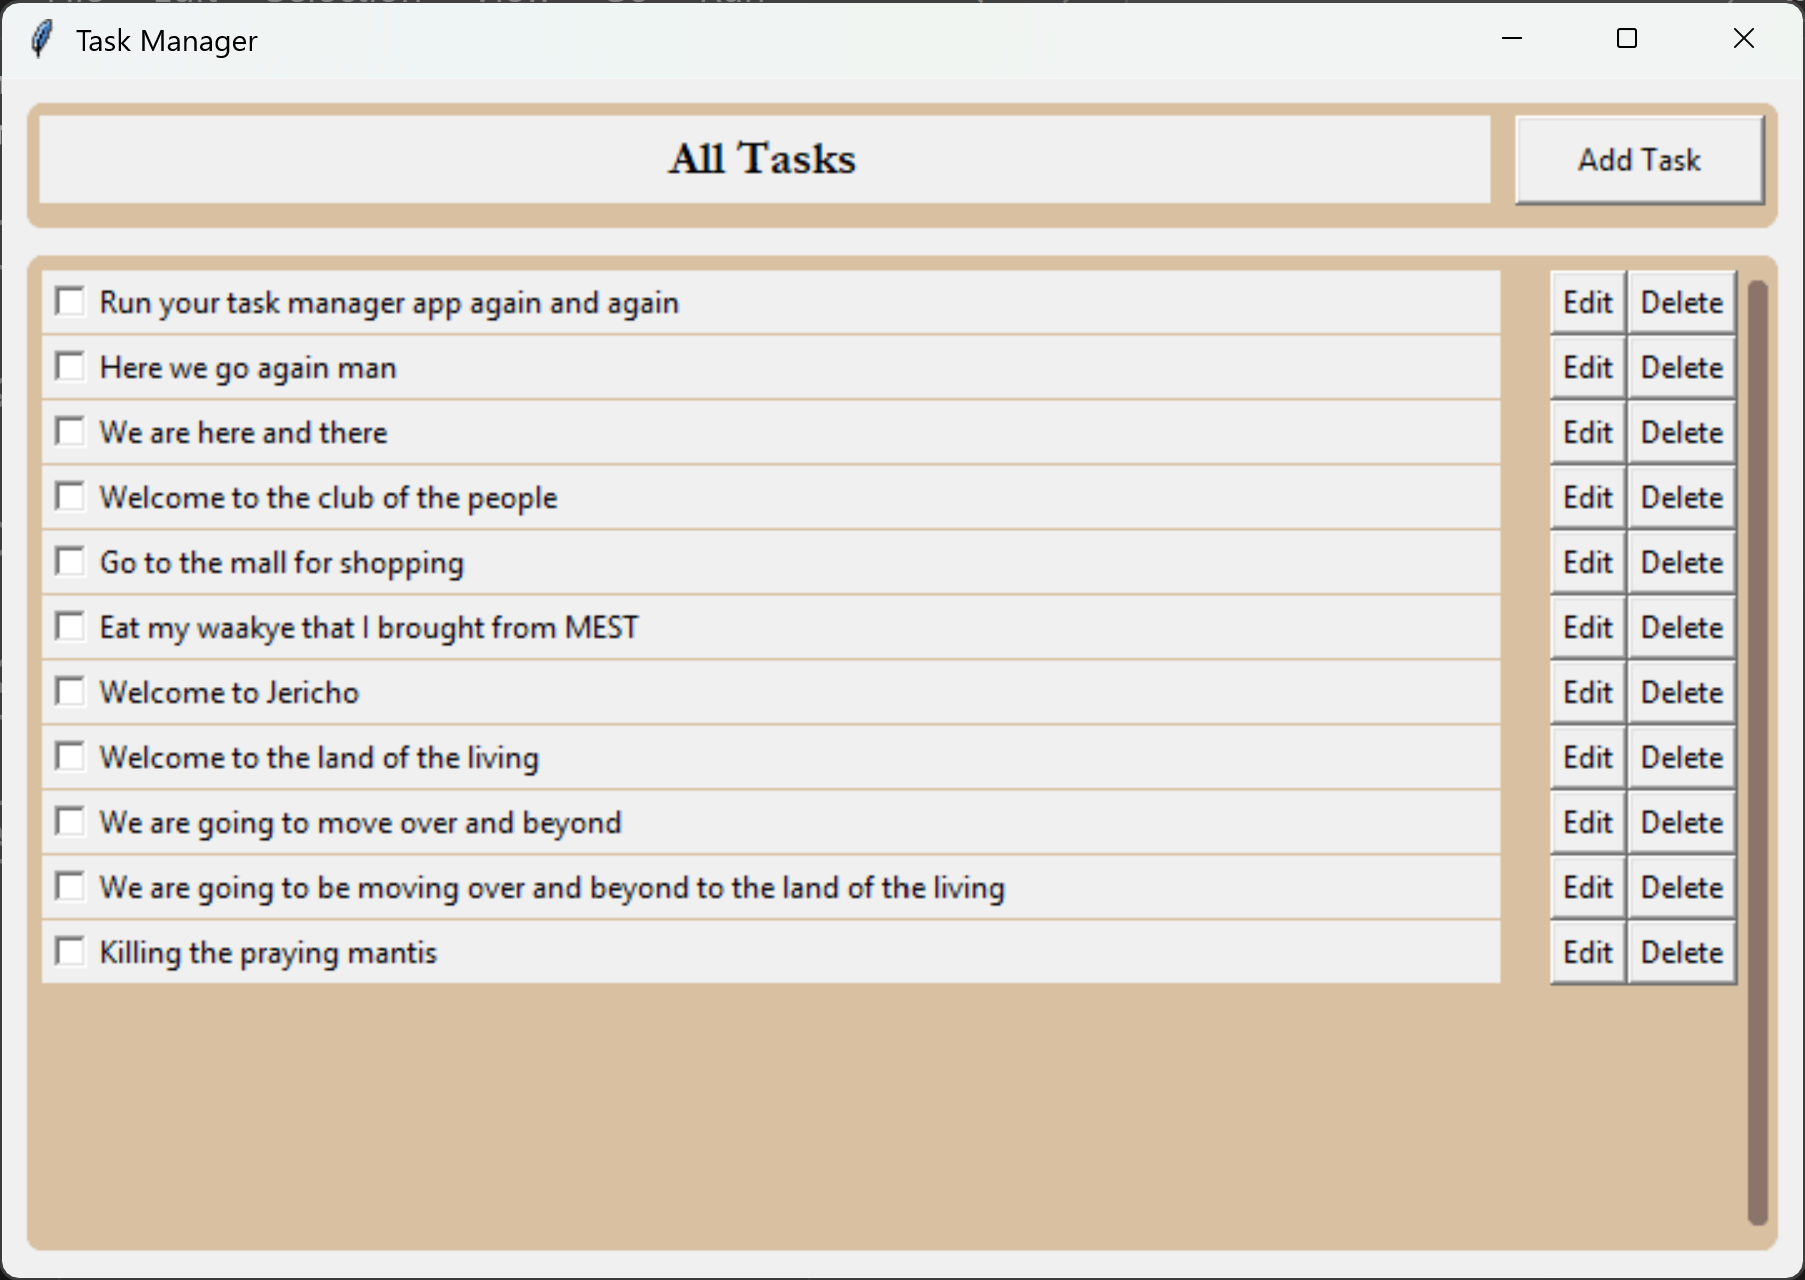 Task Manager
All Tasks Add Task
Run your task manager app again and again Edit Delete
Here we go again man Edit Delete
We are here and there Edit Delete
Welcome to the club of the people Edit Delete
Go to the mall for shopping Edit Delete
Eat my waakye that I brought from MEST Edit Delete
Welcome to Jericho Edit Delete
Welcome to the land of the living Edit Delete
We are going to move over and beyond Edit Delete
We are going to be moving over and beyond to the land of the living Edit Delete
Killing the praying mantis Edit Delete